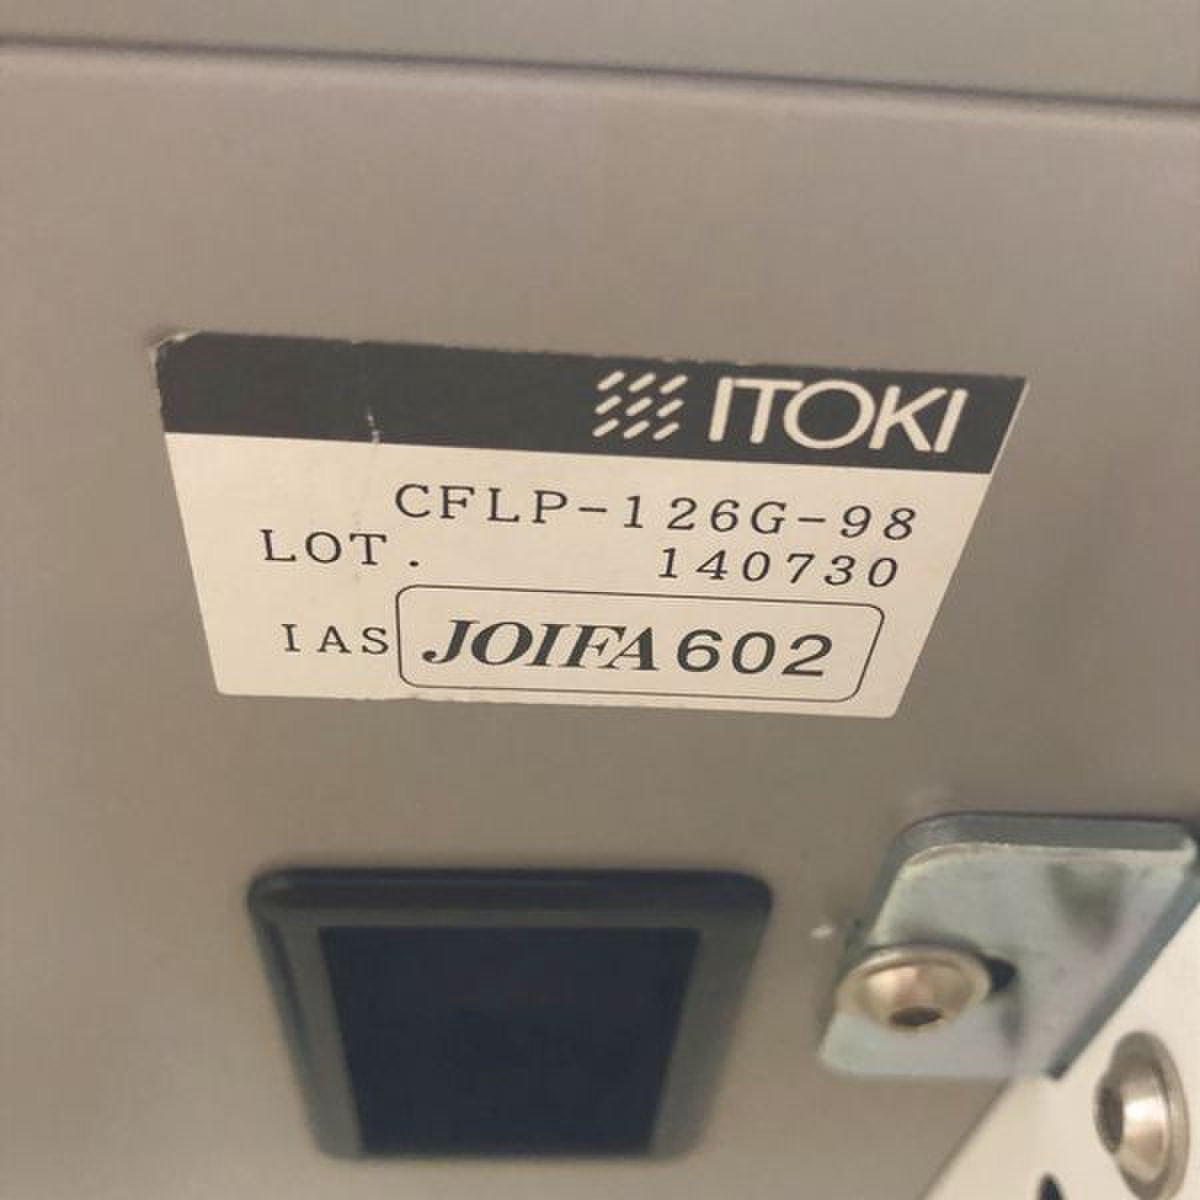 ITOKI
CFLP-126G-98
LOT. 140730
IAS JOIFA602